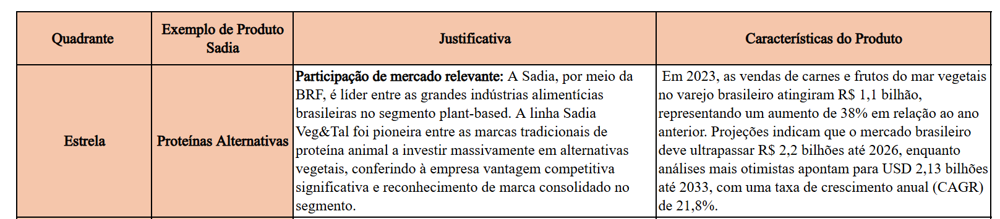 Quadrante
Exemplo de Produto
Sadia
Justificativa
Características do Produto
Estrela
Proteínas Alternativas
Participação de mercado relevante: A Sadia, por meio da
BRF, é líder entre as grandes indústrias alimentícias
brasileiras no segmento plant-based. A linha Sadia
Veg&Tal foi pioneira entre as marcas tradicionais de
proteína animal a investir massivamente em alternativas
vegetais, conferindo à empresa vantagem competitiva
significativa e reconhecimento de marca consolidado no
segmento.
Em 2023, as vendas de carnes e frutos do mar vegetais
no varejo brasileiro atingiram R$ 1,1 bilhão,
representando um aumento de 38% em relação ao ano
anterior. Projeções indicam que o mercado brasileiro
deve ultrapassar R$ 2,2 bilhões até 2026, enquanto
análises mais otimistas apontam para USD 2,13 bilhões
até 2033, com uma taxa de crescimento anual (CAGR)
de 21,8%.